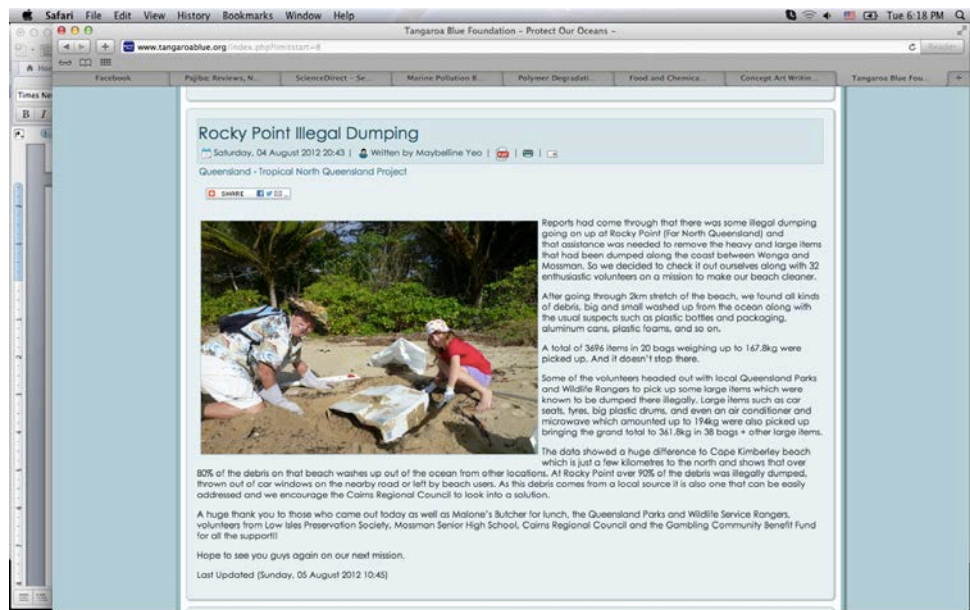 Safari File Edit View History Bookmarks Window Help
Tue 6:18 PM
Tangaroa Blue Foundation – Protect Our Oceans –
www.tangaroablue.org/index.php?limitstart=8
Reader
Facebook
Pajiba: Reviews, N...
ScienceDirect – Se...
Marine Pollution B...
Polymer Degradati...
Food and Chemica...
Concept Art Writin...
Tangaroa Blue Fou...
Times Ne
B I
Rocky Point Illegal Dumping
Saturday, 04 August 2012 20:43 | Written by Maybelline Yeo |
Queensland - Tropical North Queensland Project
SHARE
Reports had come through that there was some illegal dumping
going on up at Rocky Point (Far North Queensland) and
that assistance was needed to remove the heavy and large items
that had been dumped along the coast between Wonga and
Mossman. So we decided to check it out ourselves along with 32
enthusiastic volunteers on a mission to make our beach cleaner.
After going through 2km stretch of the beach, we found all kinds
of debris, big and small washed up from the ocean along with
the usual suspects such as plastic bottles and packaging,
aluminum cans, plastic foams, and so on.
A total of 3696 items in 20 bags weighing up to 167.8kg were
picked up. And it doesn't stop there.
Some of the volunteers headed out with local Queensland Parks
and Wildlife Rangers to pick up some large items which were
known to be dumped there illegally. Large items such as car
seats, tyres, big plastic drums, and even an air conditioner and
microwave which amounted up to 194kg were also picked up
bringing the grand total to 361.8kg in 38 bags + other large items.
The data showed a huge difference to Cape Kimberley beach
which is just a few kilometres to the north and shows that over
80% of the debris on that beach washes up out of the ocean from other locations. At Rocky Point over 90% of the debris was illegally dumped,
thrown out of car windows on the nearby road or left by beach users. As this debris comes from a local source it is also one that can be easily
addressed and we encourage the Cairns Regional Council to look into a solution.
A huge thank you to those who came out today as well as Malone's Butcher for lunch, the Queensland Parks and Wildlife Service Rangers,
volunteers from Low Isles Preservation Society, Mossman Senior High School, Cairns Regional Council and the Gambling Community Benefit Fund
for all the support!!
Hope to see you guys again on our next mission.
Last Updated (Sunday, 05 August 2012 10:45)